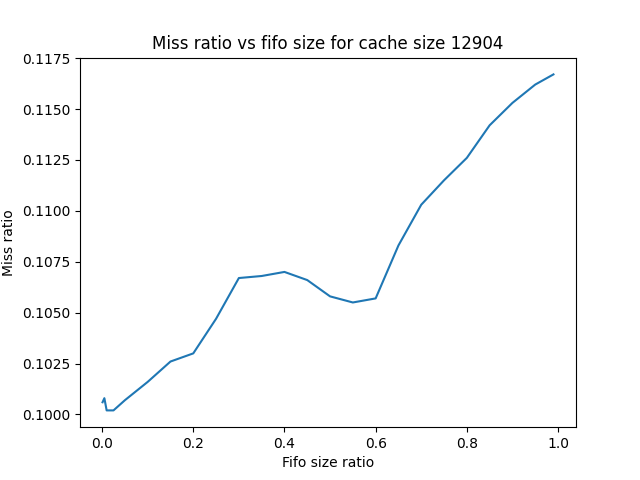 Miss ratio vs fifo size for cache size 12904
Miss ratio
0.1175
0.1150
0.1125
0.1100
0.1075
0.1050
0.1025
0.1000
0.0 0.2 0.4 0.6 0.8 1.0
Fifo size ratio